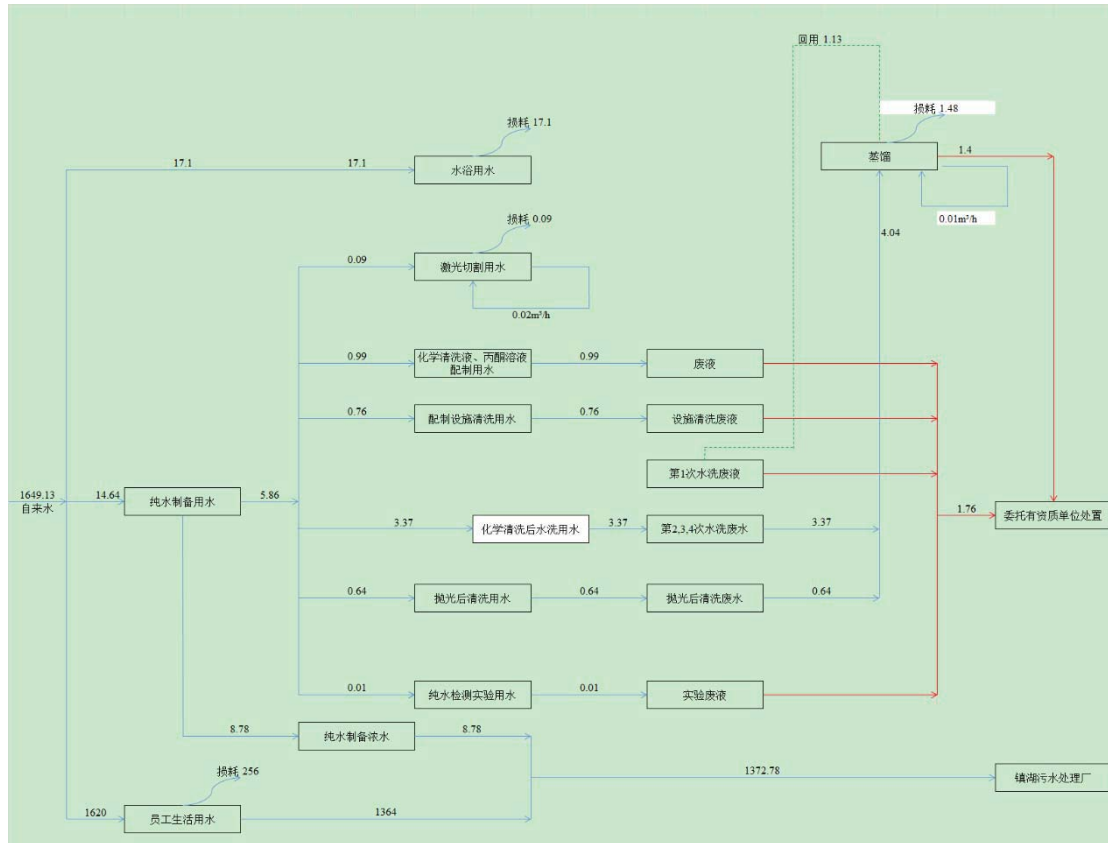 回用 1.13
损耗 1.48
损耗 17.1
17.1
17.1
水浴用水
蒸馏
1.4
0.01m³/h
4.04
损耗 0.09
0.09
激光切割用水
0.02m³/h
0.99
化学清洗液、丙酮溶液
配制用水
0.99
废液
0.76
配制设施清洗用水
0.76
设施清洗废液
第1次水洗废液
1649.13
自来水
14.64
纯水制备用水
5.86
3.37
化学清洗后水洗用水
3.37
第2,3,4次水洗废水
3.37
1.76
委托有资质单位处置
0.64
抛光后清洗用水
0.64
抛光后清洗废水
0.64
0.01
纯水检测实验用水
0.01
实验废液
8.78
纯水制备浓水
8.78
损耗 256
1372.78
镇湖污水处理厂
1620
员工生活用水
1364